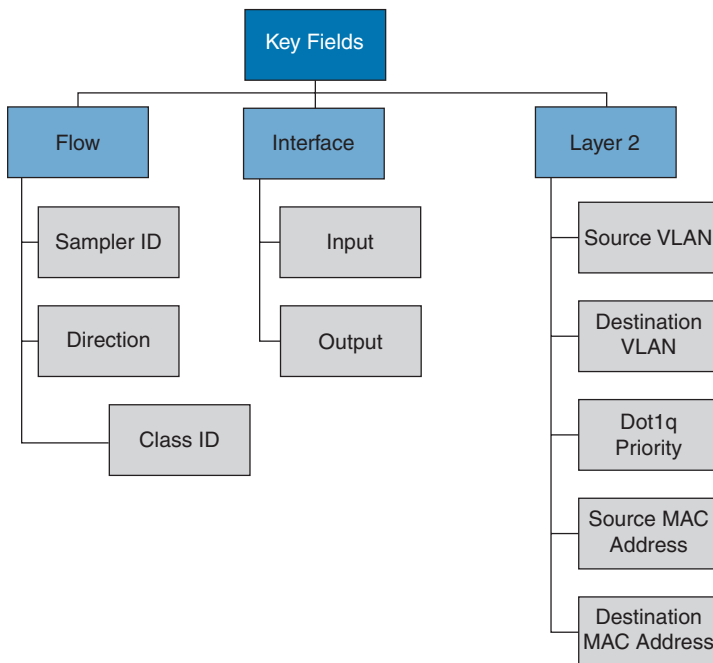 Key Fields
Flow
Interface
Layer 2
Sampler ID
Direction
Class ID
Input
Output
Source VLAN
Destination
VLAN
Dot1q
Priority
Source MAC
Address
Destination
MAC Address